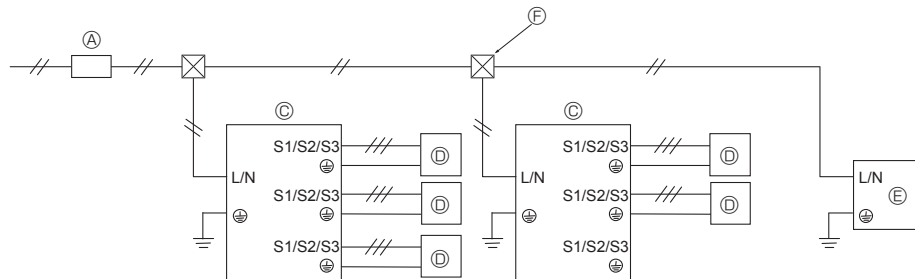 Ⓕ
Ⓐ
Ⓒ Ⓒ
S1/S2/S3 Ⓓ S1/S2/S3 Ⓓ
L/N S1/S2/S3 Ⓓ L/N S1/S2/S3 Ⓓ L/N Ⓔ
S1/S2/S3 Ⓓ S1/S2/S3